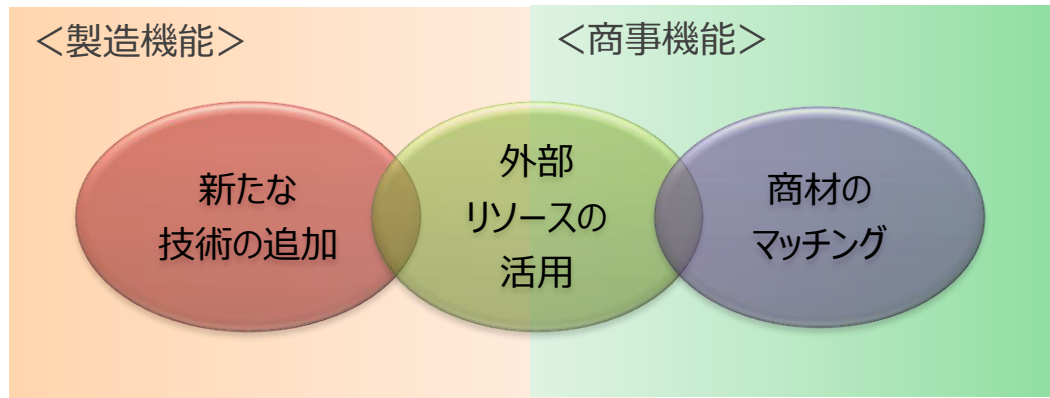 ＜製造機能＞
＜商事機能＞
新たな
技術の追加
外部
リソースの
活用
商材の
マッチング